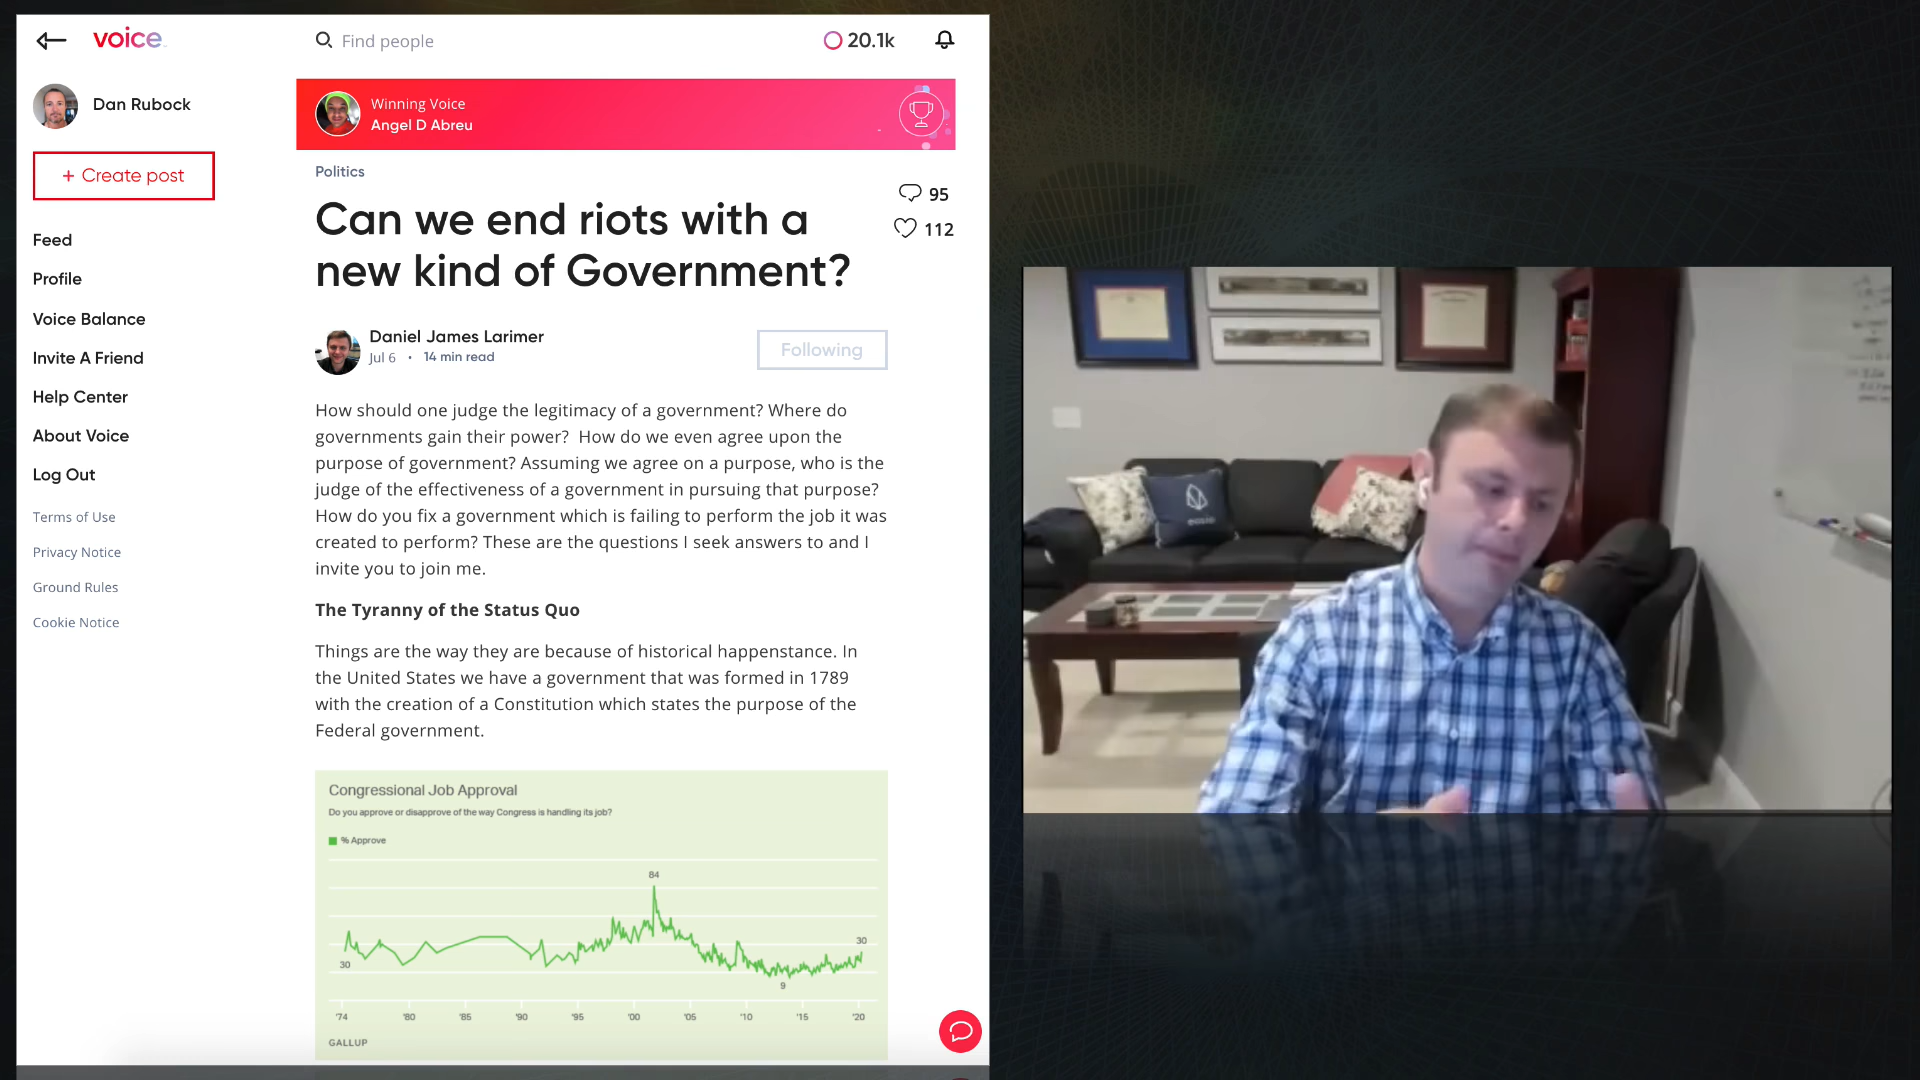 voice
Find people
20.1k
Dan Rubock
+ Create post
Feed
Profile
Voice Balance
Invite A Friend
Help Center
About Voice
Log Out
Terms of Use
Privacy Notice
Ground Rules
Cookie Notice
Winning Voice
Angel D Abreu
Politics
95
112
Can we end riots with a
new kind of Government?
Daniel James Larimer
Jul 6 • 14 min read
Following
How should one judge the legitimacy of a government? Where do
governments gain their power?  How do we even agree upon the
purpose of government? Assuming we agree on a purpose, who is the
judge of the effectiveness of a government in pursuing that purpose?
How do you fix a government which is failing to perform the job it was
created to perform? These are the questions I seek answers to and I
invite you to join me.
The Tyranny of the Status Quo
Things are the way they are because of historical happenstance. In
the United States we have a government that was formed in 1789
with the creation of a Constitution which states the purpose of the
Federal government.
Congressional Job Approval
Do you approve or disapprove of the way Congress is handling its job?
% Approve
84
30
30
9
'74 '80 '85 '90 '95 '00 '05 '10 '15 '20
GALLUP